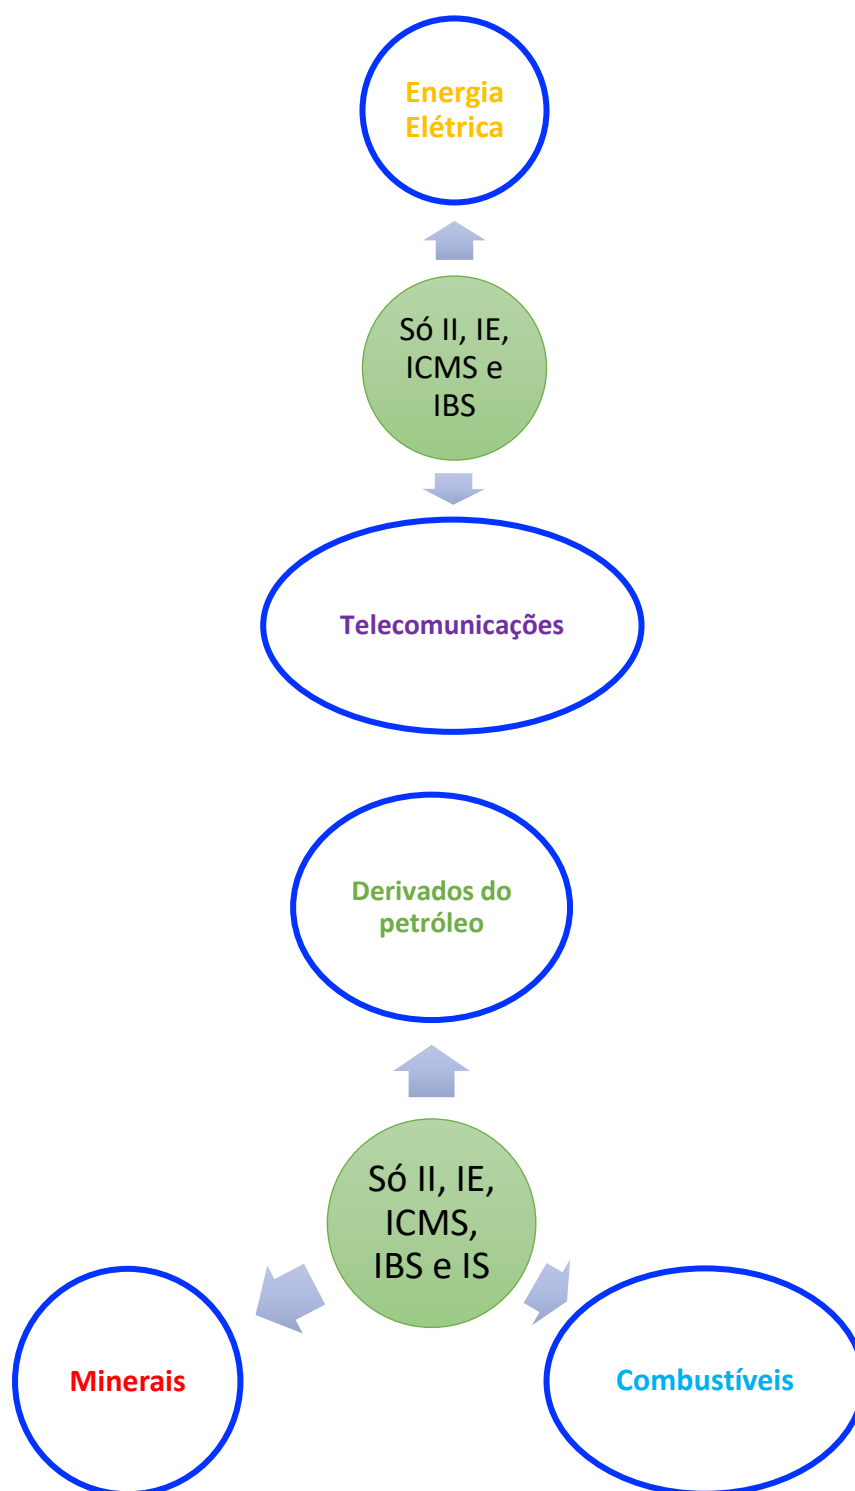 Energia
Elétrica
Só II, IE,
ICMS e
IBS
Telecomunicações
Derivados do
petróleo
Só II, IE,
ICMS,
IBS e IS
Minerais
Combustíveis